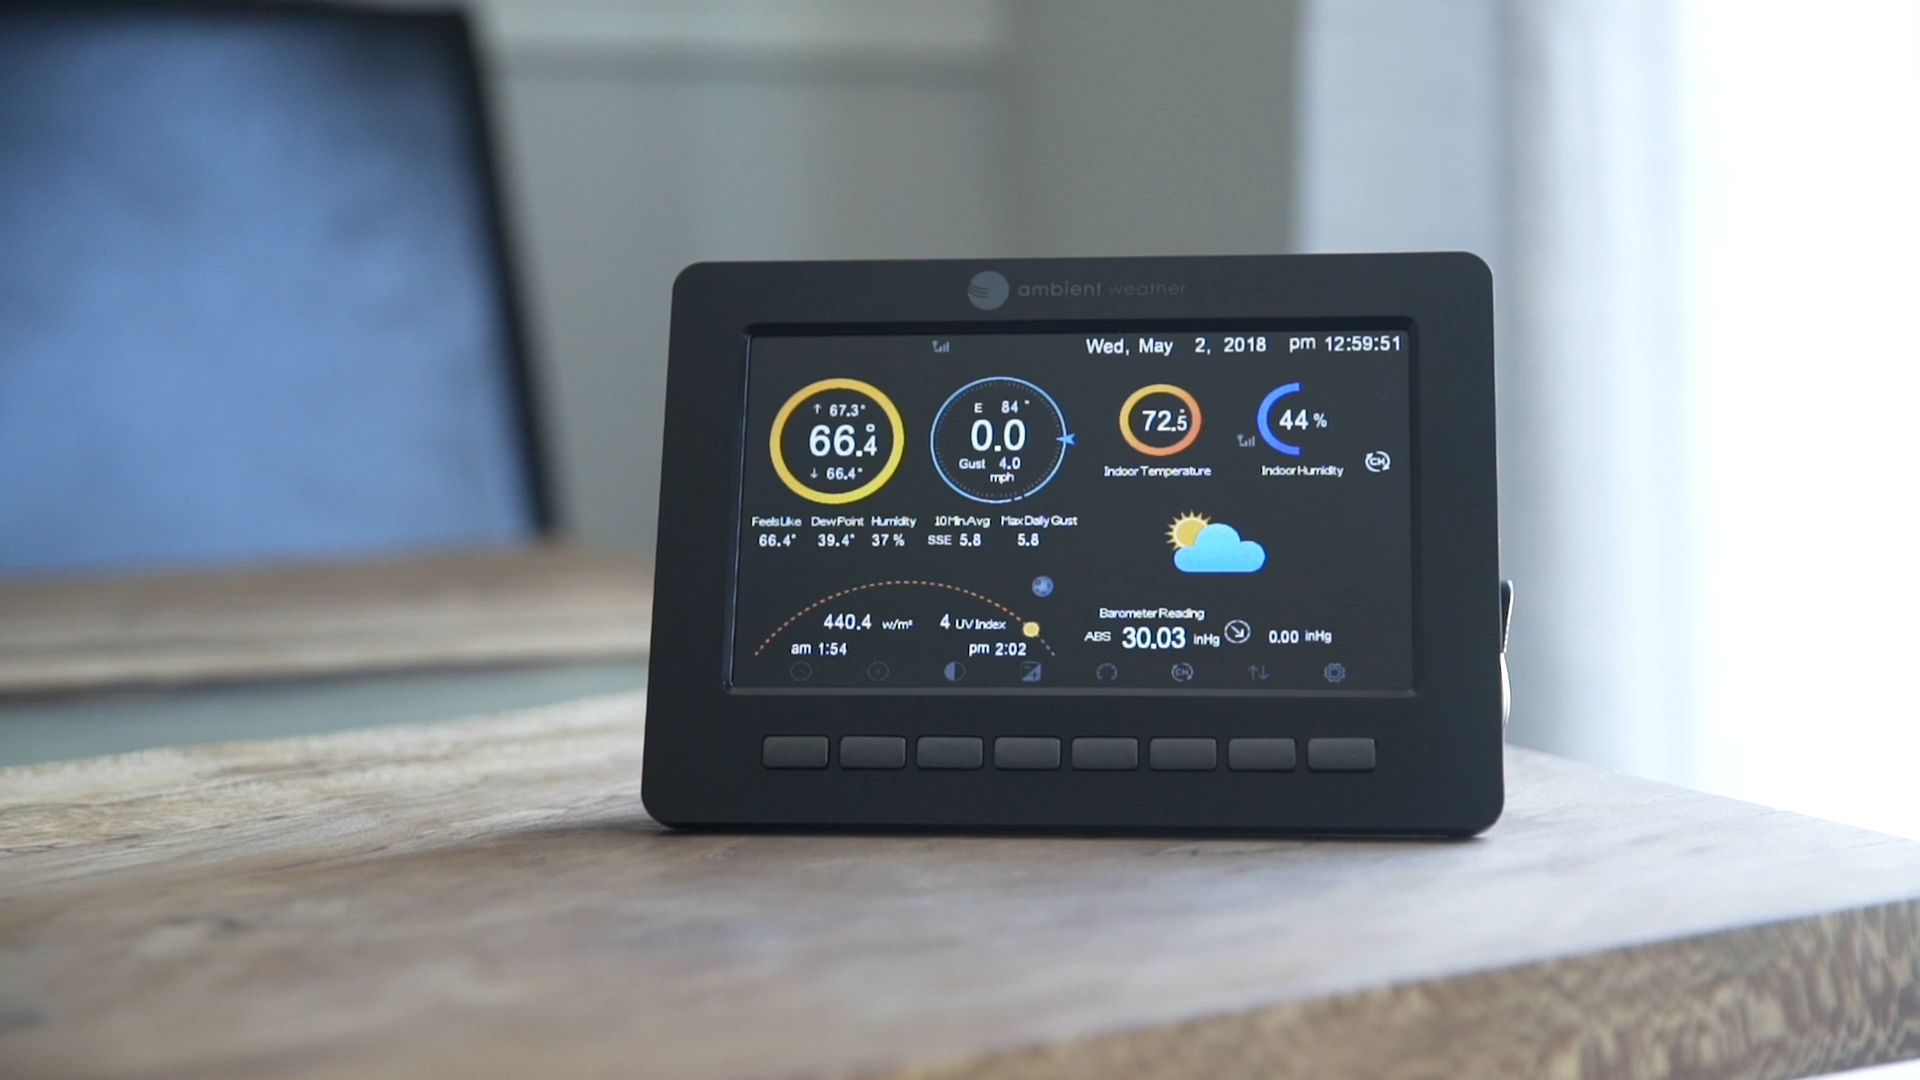 ambient weather
Wed, May 2, 2018 pm 12:59:51
↑ 67.3°
66.4°
↓ 66.4°
E 84°
0.0
Gust 4.0
mph
72.5°
Indoor Temperature
44 %
Indoor Humidity
CH
Feels Like Dew Point Humidity
66.4° 39.4° 37 %
10 Min Avg Max Daily Gust
SSE 5.8 5.8
440.4 w/m² 4 UV Index
am 1:54 pm 2:02
Barometer Reading
ABS 30.03 inHg 0.00 inHg
CH